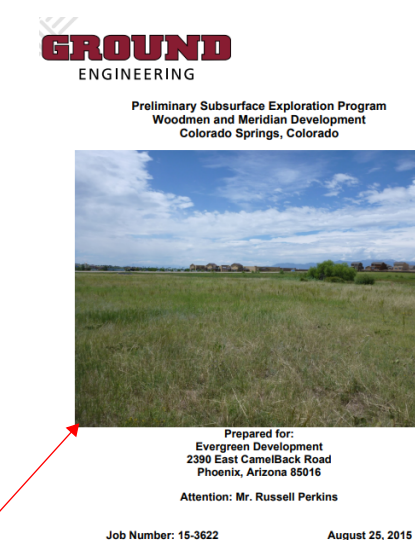 GROUND
ENGINEERING
Preliminary Subsurface Exploration Program
Woodmen and Meridian Development
Colorado Springs, Colorado
Prepared for:
Evergreen Development
2390 East CamelBack Road
Phoenix, Arizona 85016
Attention: Mr. Russell Perkins
Job Number: 15-3622 August 25, 2015